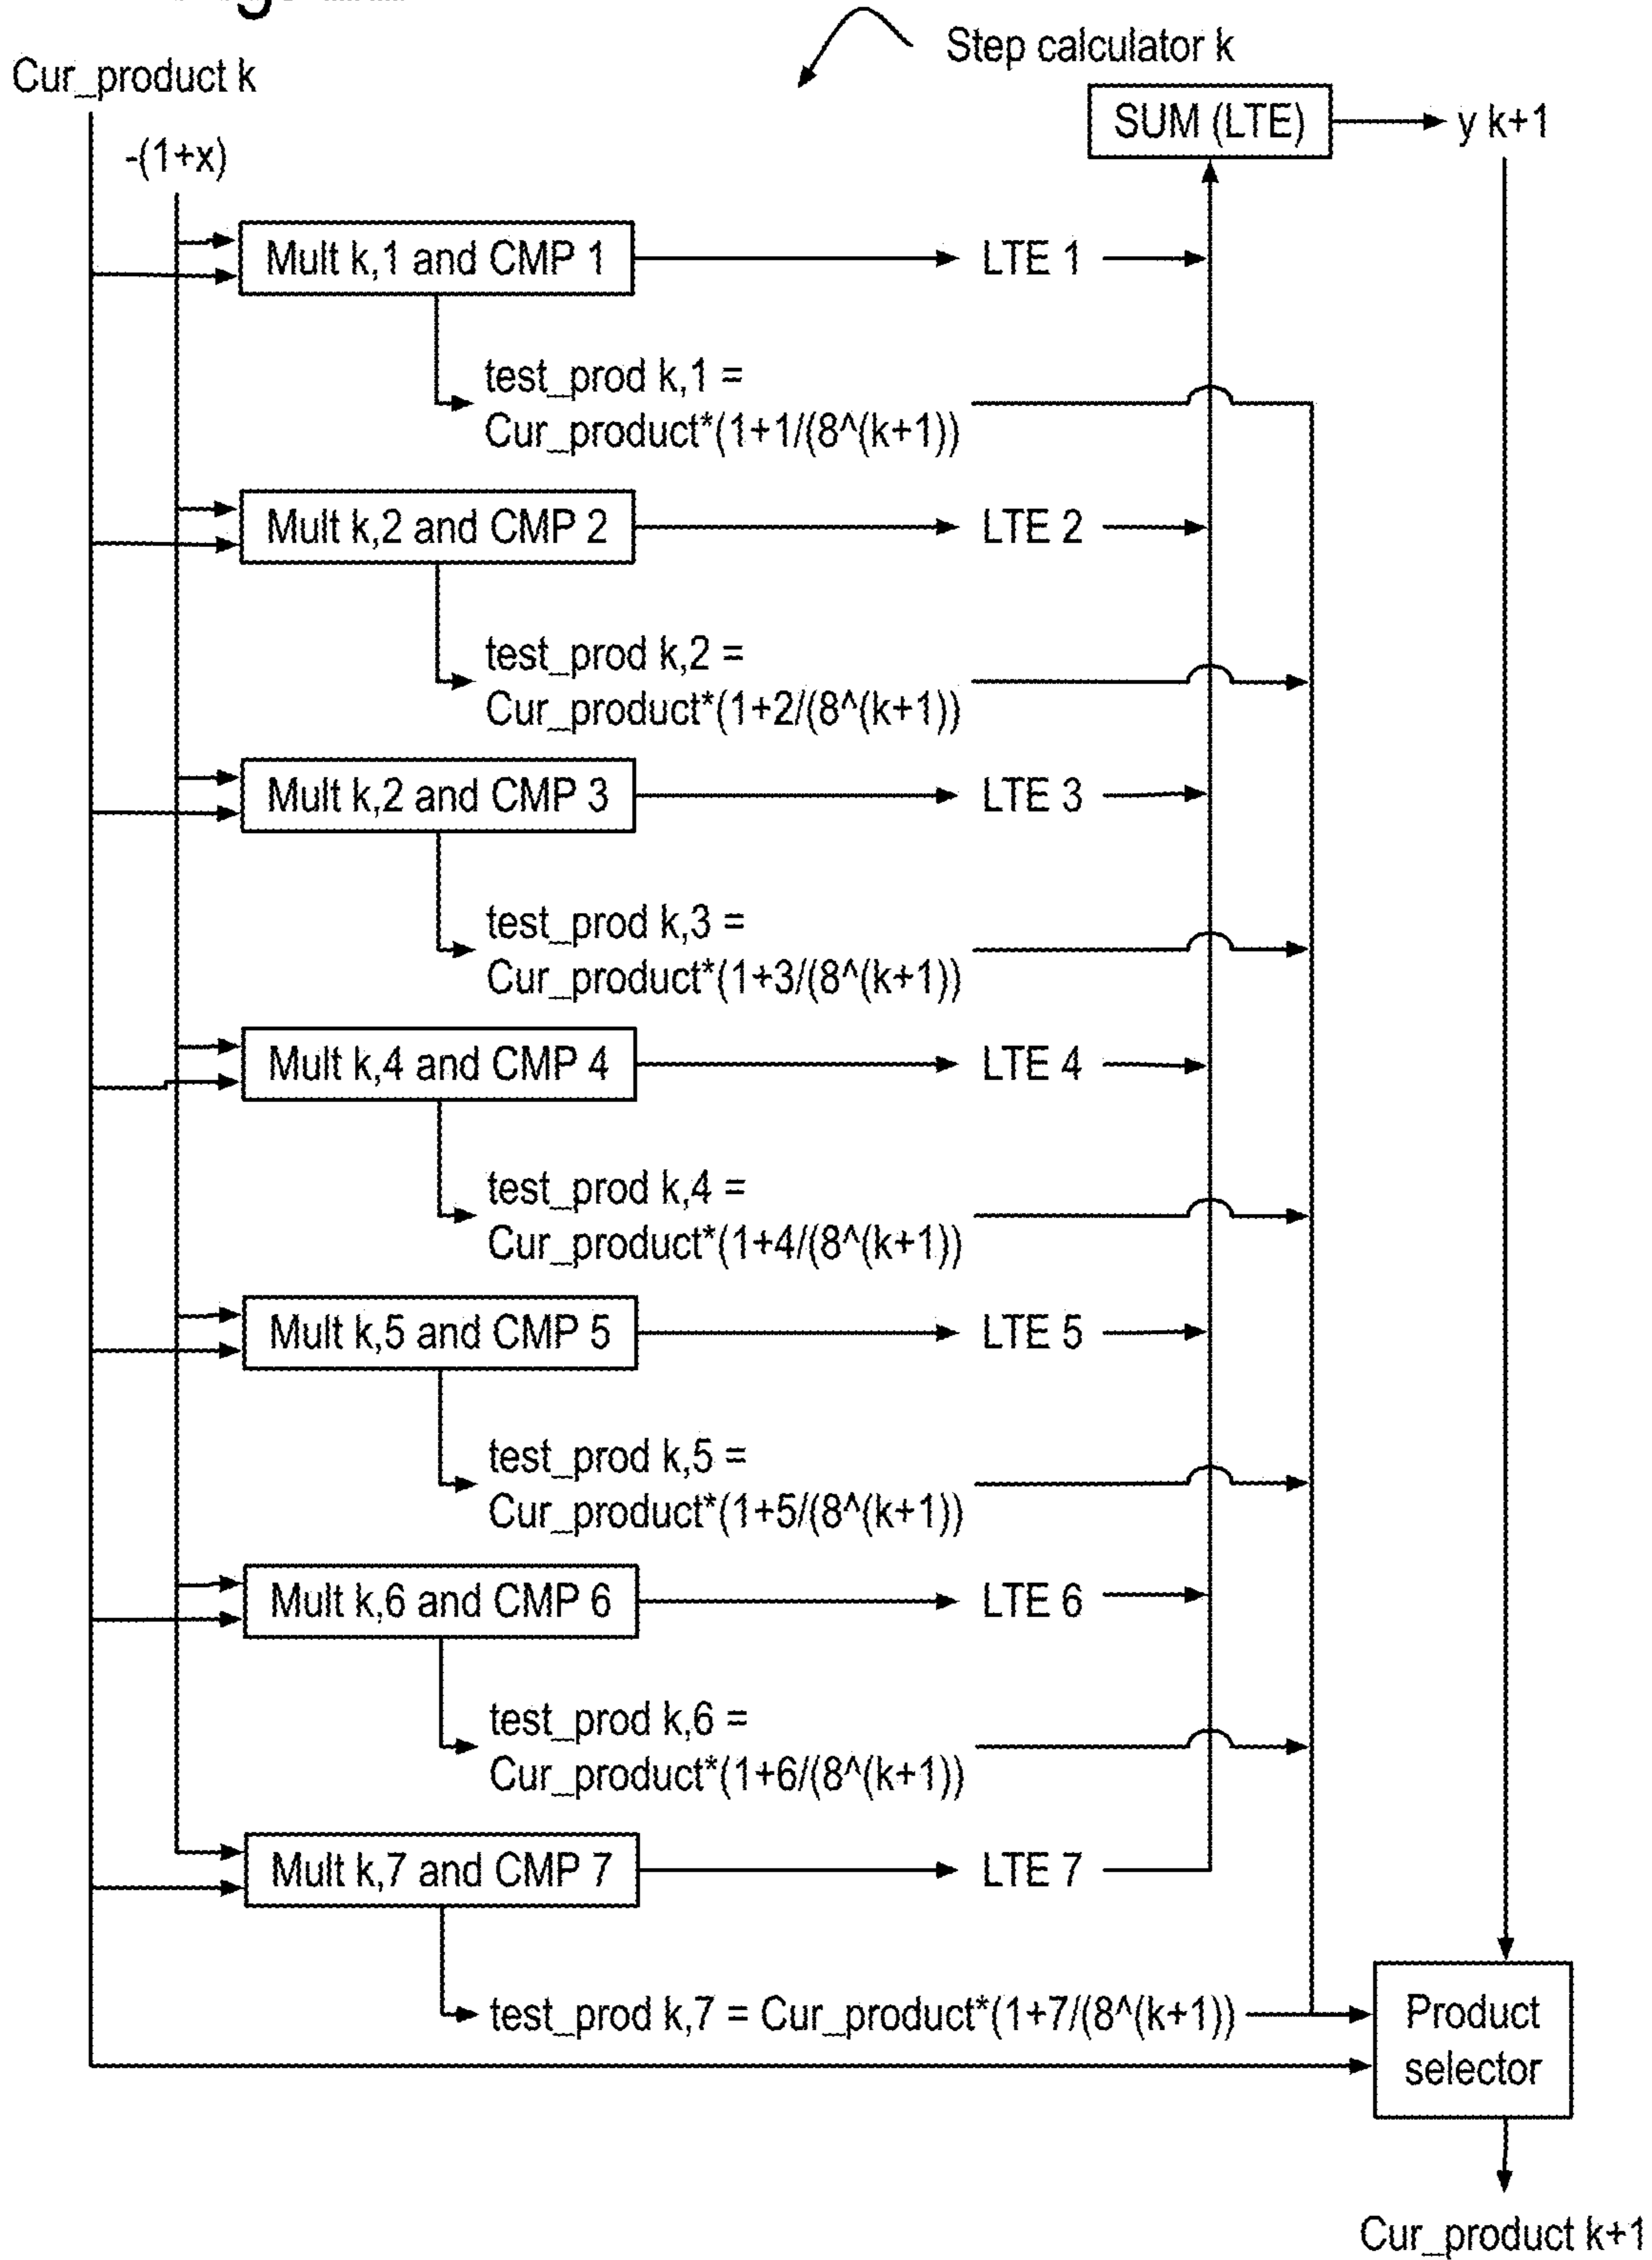 Step calculator k
Cur_product k
SUM (LTE)
y k+1
-(1+x)
Mult k,1 and CMP 1
LTE 1
test_prod k,1 =
Cur_product*(1+1/(8^(k+1))
Mult k,2 and CMP 2
LTE 2
test_prod k,2 =
Cur_product*(1+2/(8^(k+1))
Mult k,2 and CMP 3
LTE 3
test_prod k,3 =
Cur_product*(1+3/(8^(k+1))
Mult k,4 and CMP 4
LTE 4
test_prod k,4 =
Cur_product*(1+4/(8^(k+1))
Mult k,5 and CMP 5
LTE 5
test_prod k,5 =
Cur_product*(1+5/(8^(k+1))
Mult k,6 and CMP 6
LTE 6
test_prod k,6 =
Cur_product*(1+6/(8^(k+1))
Mult k,7 and CMP 7
LTE 7
test_prod k,7 = Cur_product*(1+7/(8^(k+1))
Product
selector
Cur_product k+1